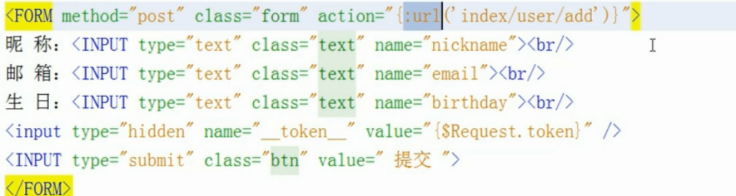 <FORM method="post" class="form" action="{:url('index/user/add')}">
昵 称：<INPUT type="text" class="text" name="nickname"><br/>
邮 箱：<INPUT type="text" class="text" name="email"><br/>
生 日：<INPUT type="text" class="text" name="birthday"><br/>
<input type="hidden" name="__token__" value="{$Request.token}" />
<INPUT type="submit" class="btn" value=" 提交 ">
</FORM>